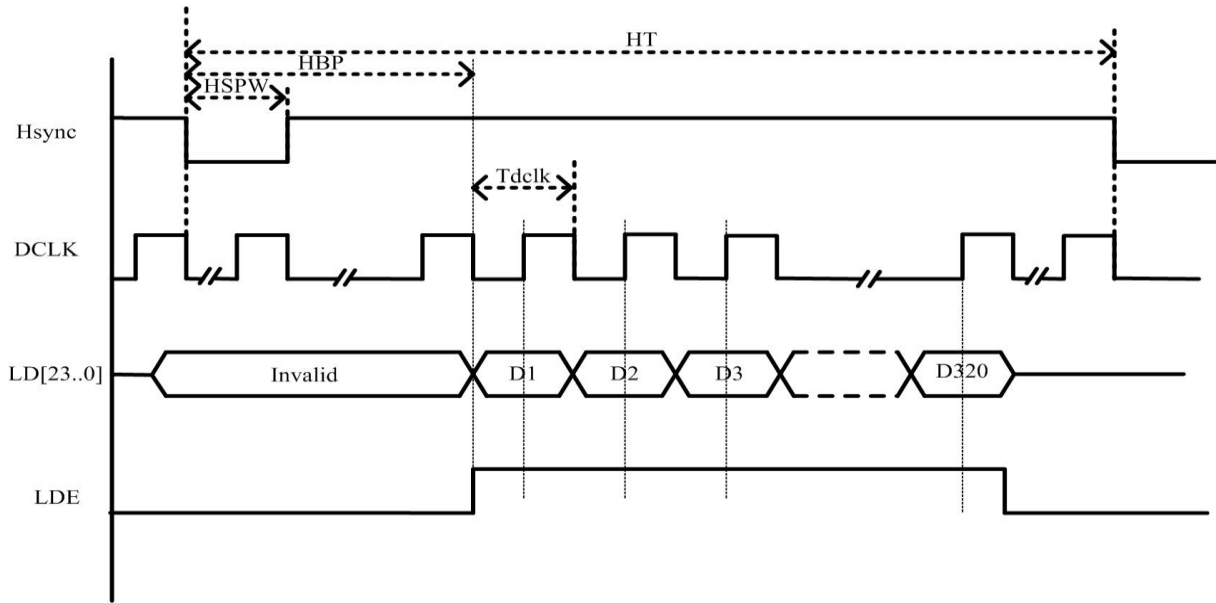 HT
HBP
HSPW
Hsync
Tdclk
DCLK
LD[23..0]
Invalid
D1
D2
D3
D320
LDE